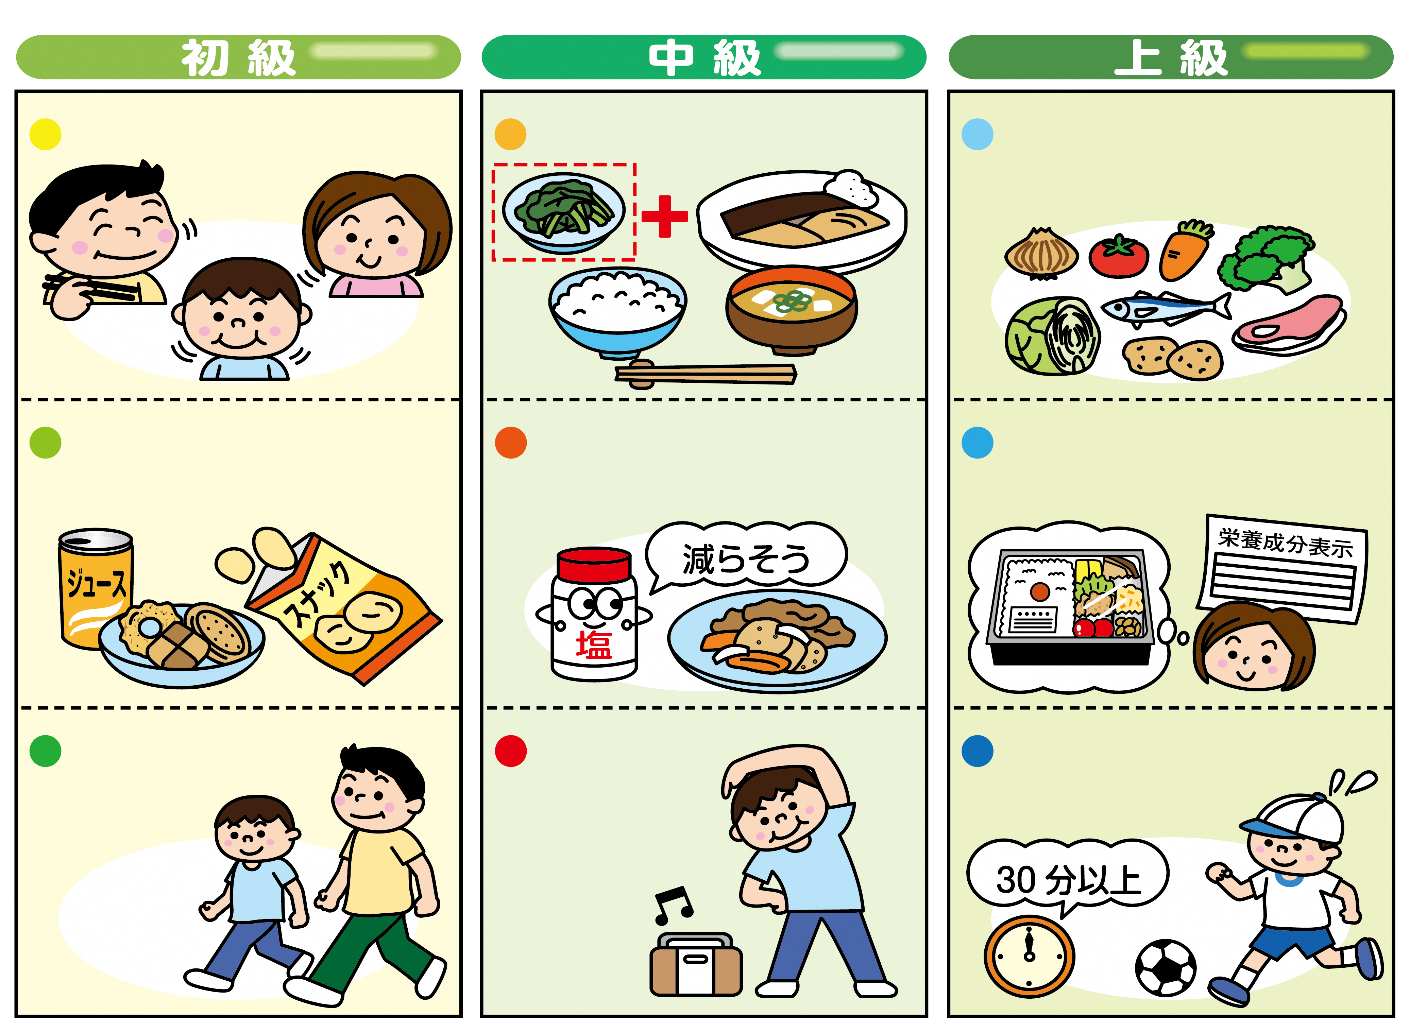 初級
中級
上級
ジュース
スナック
減らそう
塩
栄養成分表示
30分以上